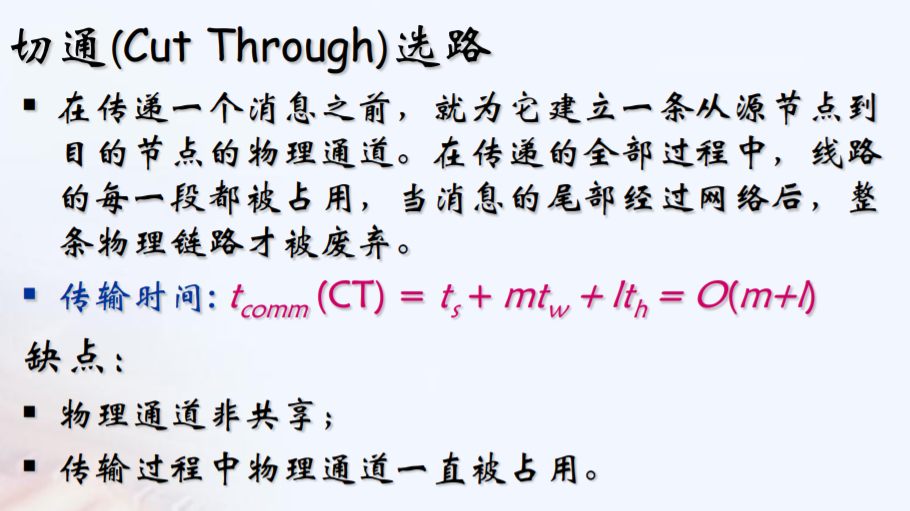 切通(Cut Through)选路
▪ 在传递一个消息之前，就为它建立一条从源节点到
目的节点的物理通道。在传递的全部过程中，线路
的每一段都被占用，当消息的尾部经过网络后，整
条物理链路才被废弃。
▪ 传输时间：t_comm (CT) = t_s + mt_w + lt_h = O(m+l)
缺点：
▪ 物理通道非共享；
▪ 传输过程中物理通道一直被占用。